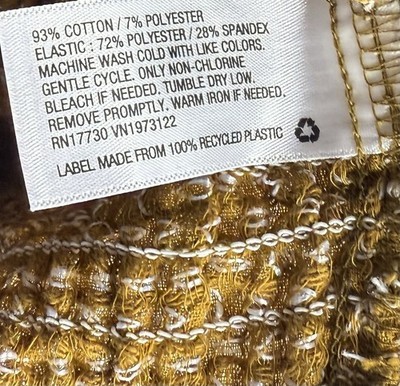 93% COTTON / 7% POLYESTER
ELASTIC : 72% POLYESTER / 28% SPANDEX
MACHINE WASH COLD WITH LIKE COLORS.
GENTLE CYCLE. ONLY NON-CHLORINE
BLEACH IF NEEDED. TUMBLE DRY LOW.
REMOVE PROMPTLY. WARM IRON IF NEEDED.
RN17730 VN1973122
LABEL MADE FROM 100% RECYCLED PLASTIC